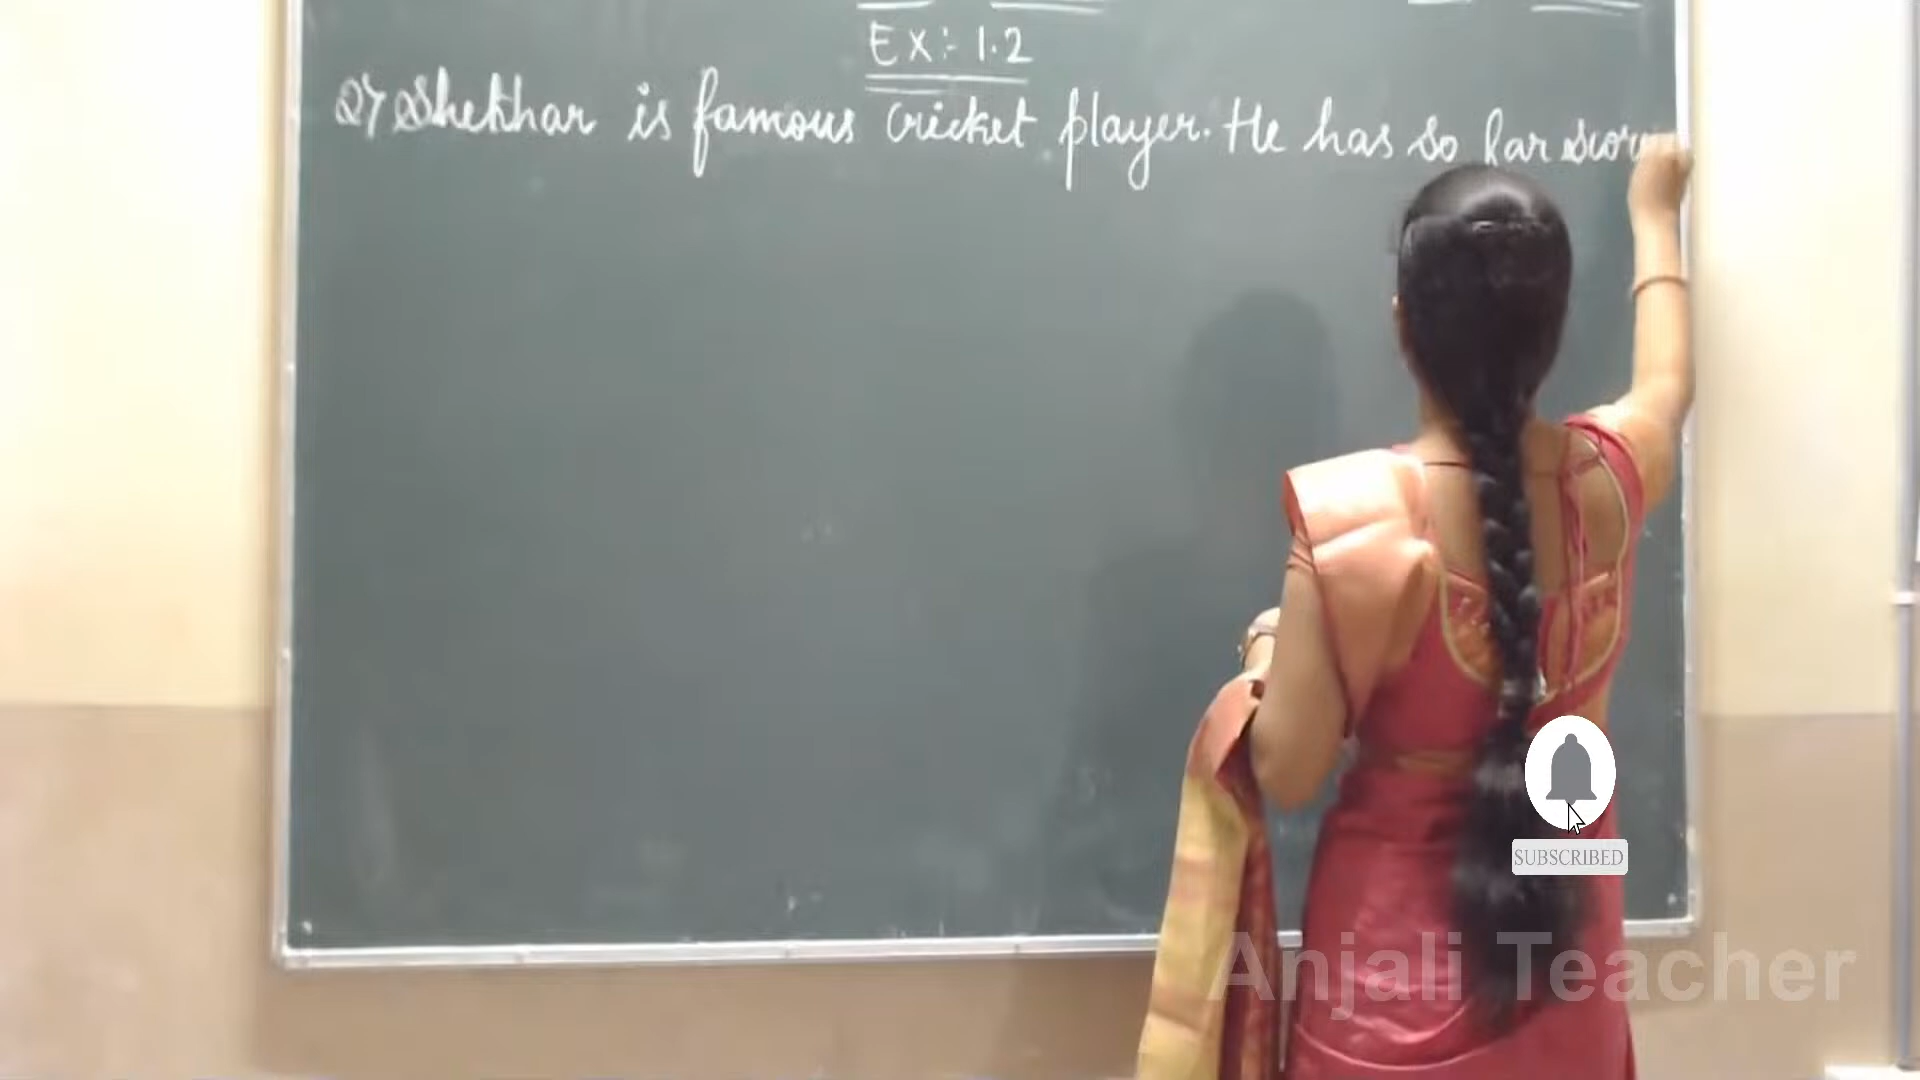 Ex:- 1.2
Q7 Shekhar is famous cricket player. He has so far
SUBSCRIBED
Anjali Teacher